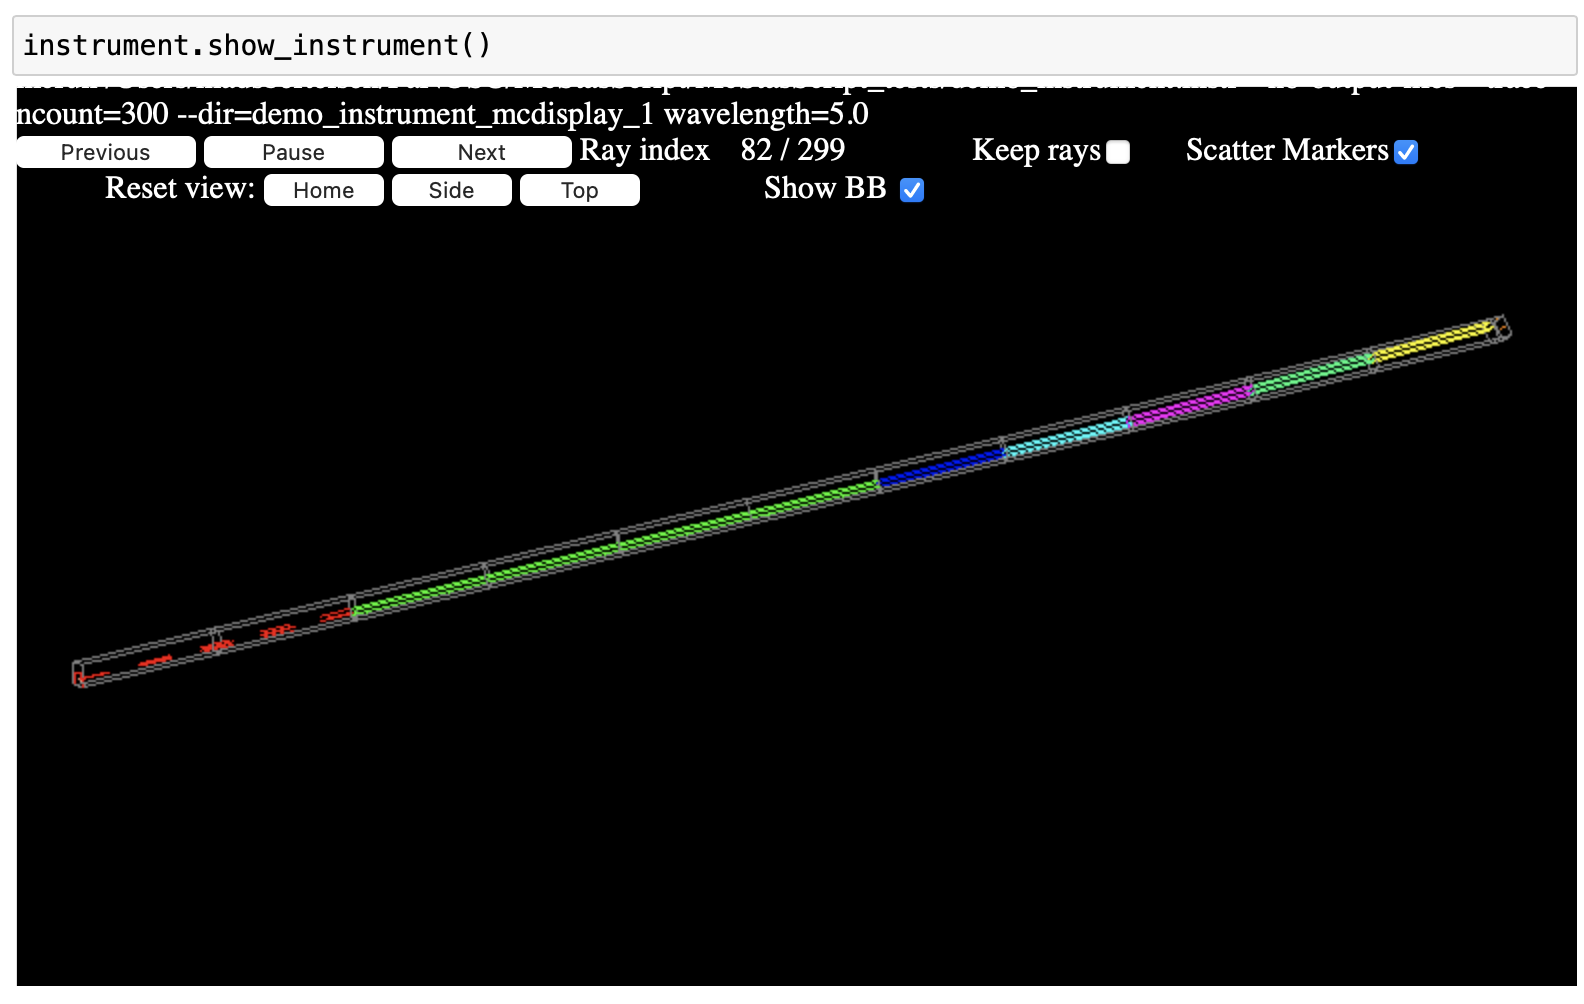 instrument.show_instrument()
ncount=300 --dir=demo_instrument_mcdisplay_1 wavelength=5.0
Previous Pause Next Ray index 82 / 299 Keep rays Scatter Markers
Reset view: Home Side Top Show BB